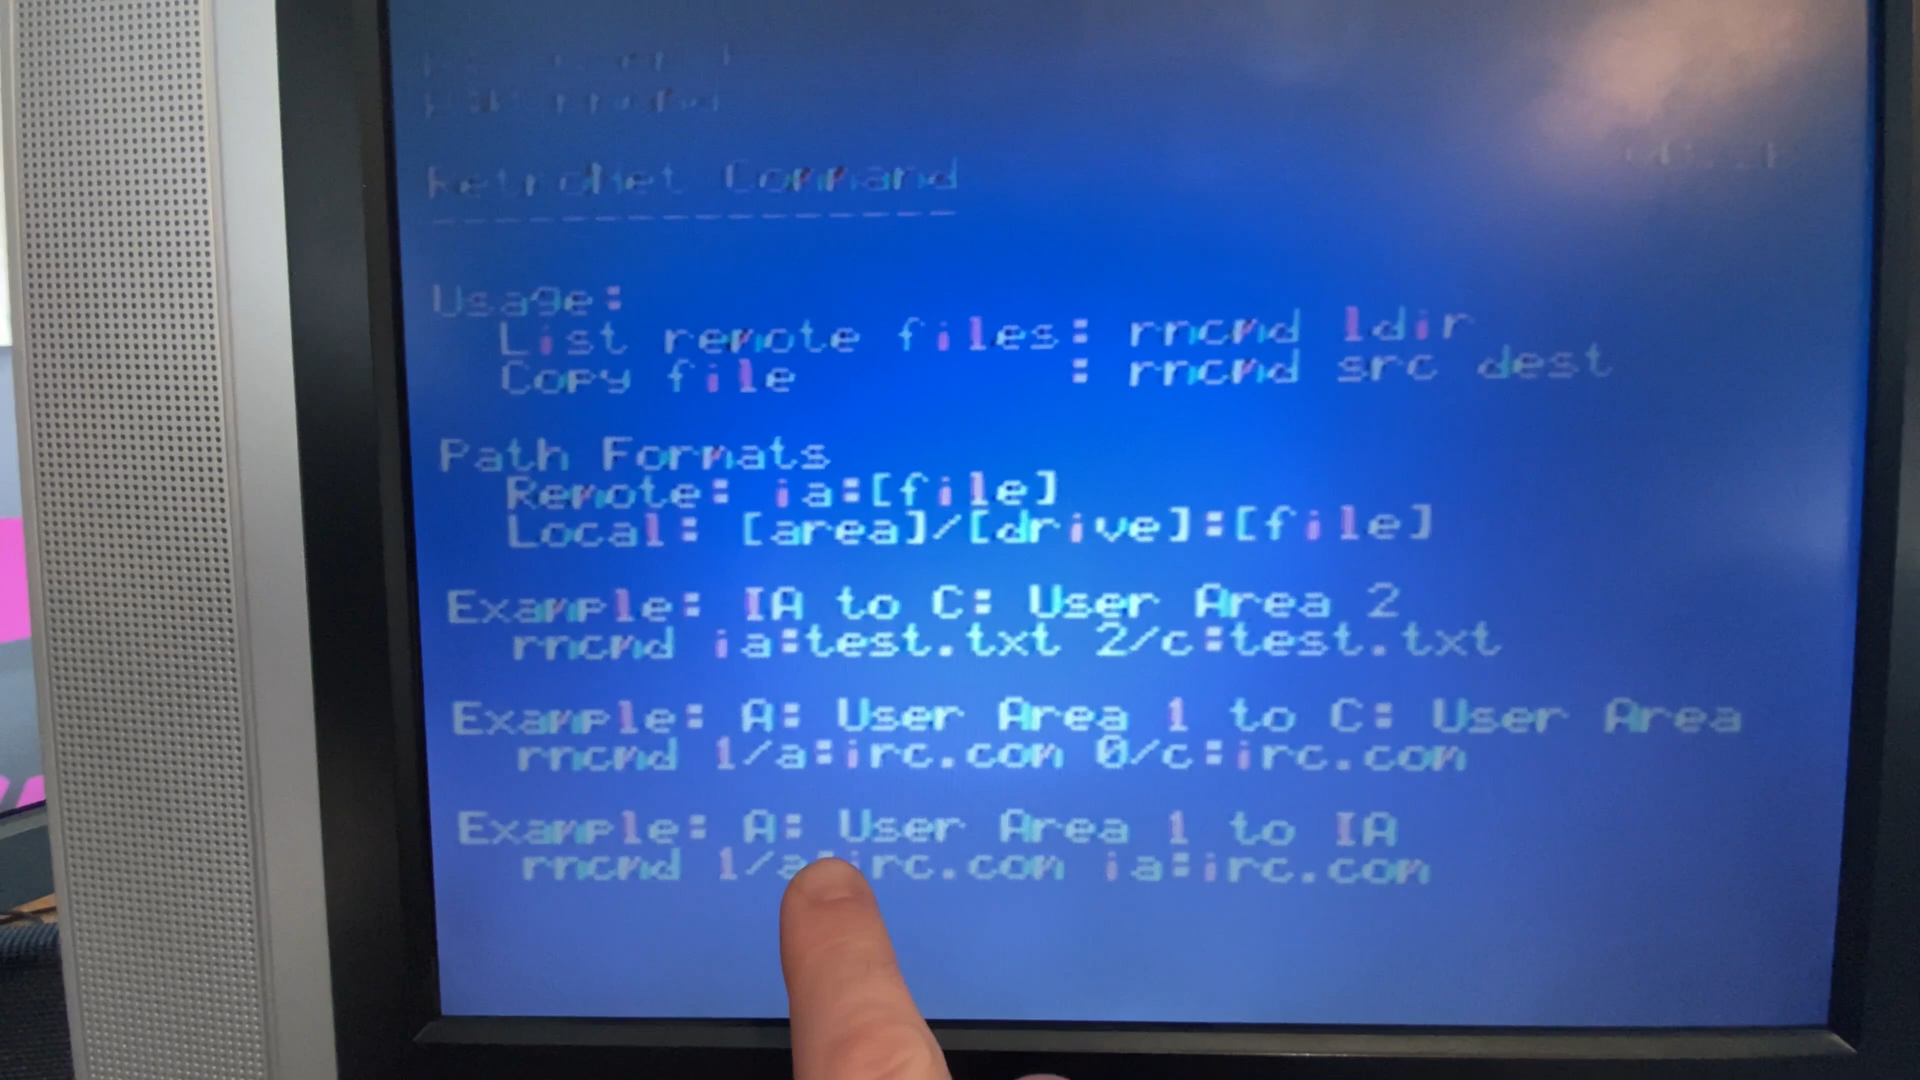 RetroNet Command
-----------------
Usage:
List remote files: rncmd ldir
Copy file : rncmd src dest
Path Formats
Remote: ia:[file]
Local: [area]/[drive]:[file]
Example: IA to C: User Area 2
rncmd ia:test.txt 2/c:test.txt
Example: A: User Area 1 to C: User Area
rncmd 1/a:irc.com 0/c:irc.com
Example: A: User Area 1 to IA
rncmd 1/a:irc.com ia:irc.com